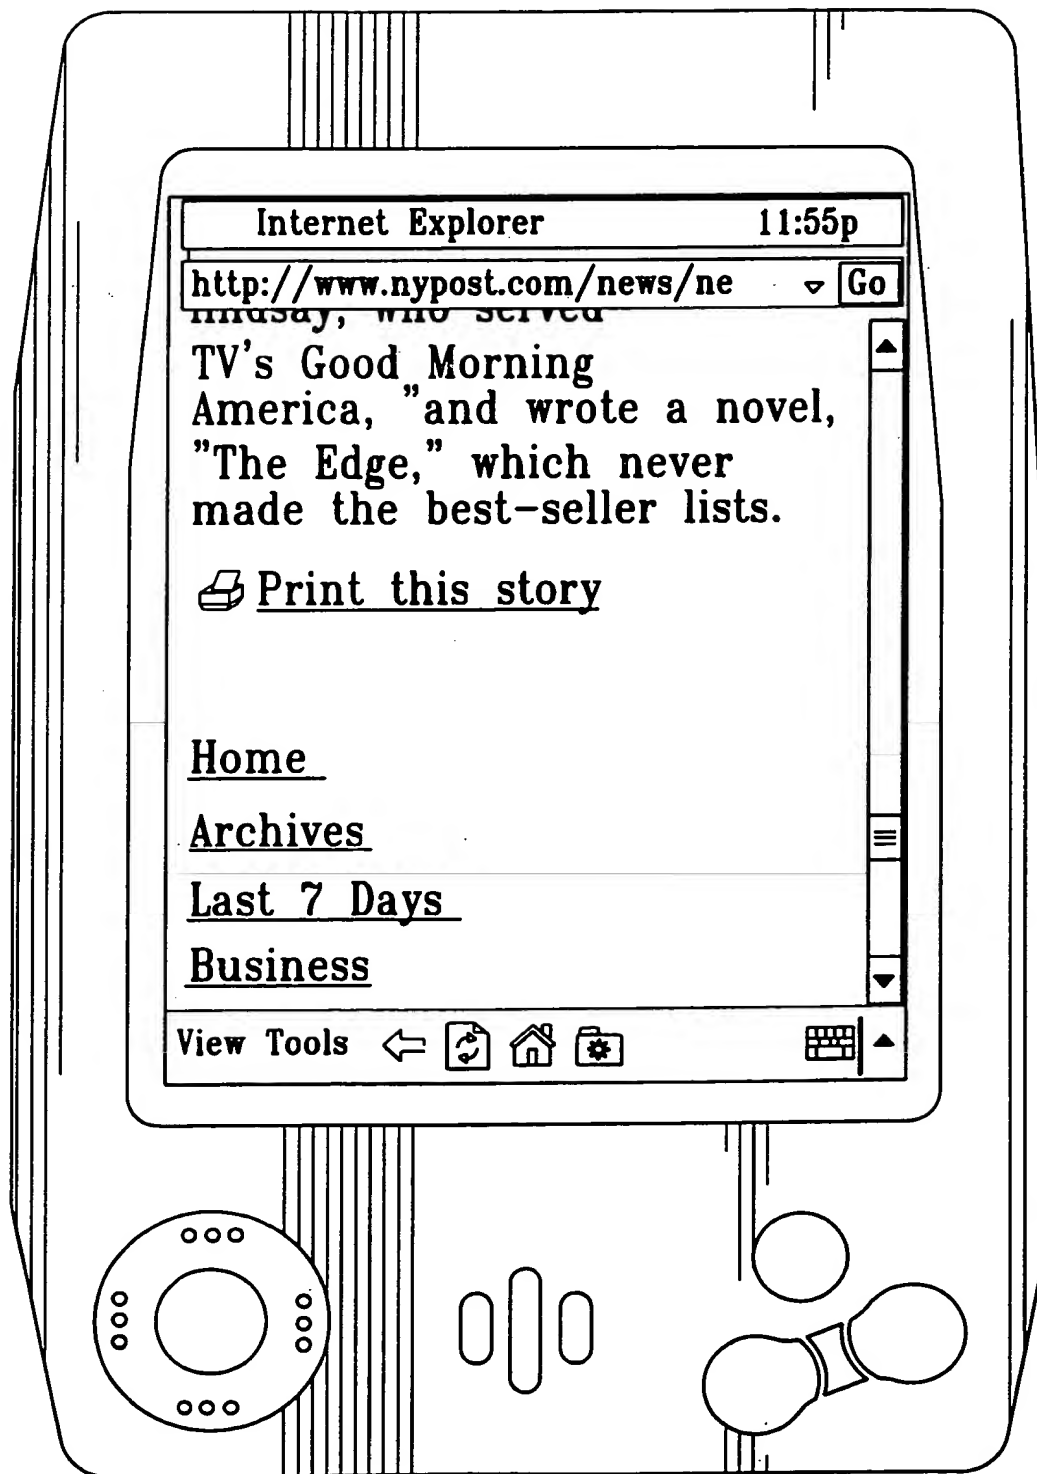 Internet Explorer 11:55p
http://www.nypost.com/news/ne Go
who served
TV's Good Morning
America, "and wrote a novel,
"The Edge," which never
made the best-seller lists.
Print this story
Home
Archives
Last 7 Days
Business
View Tools